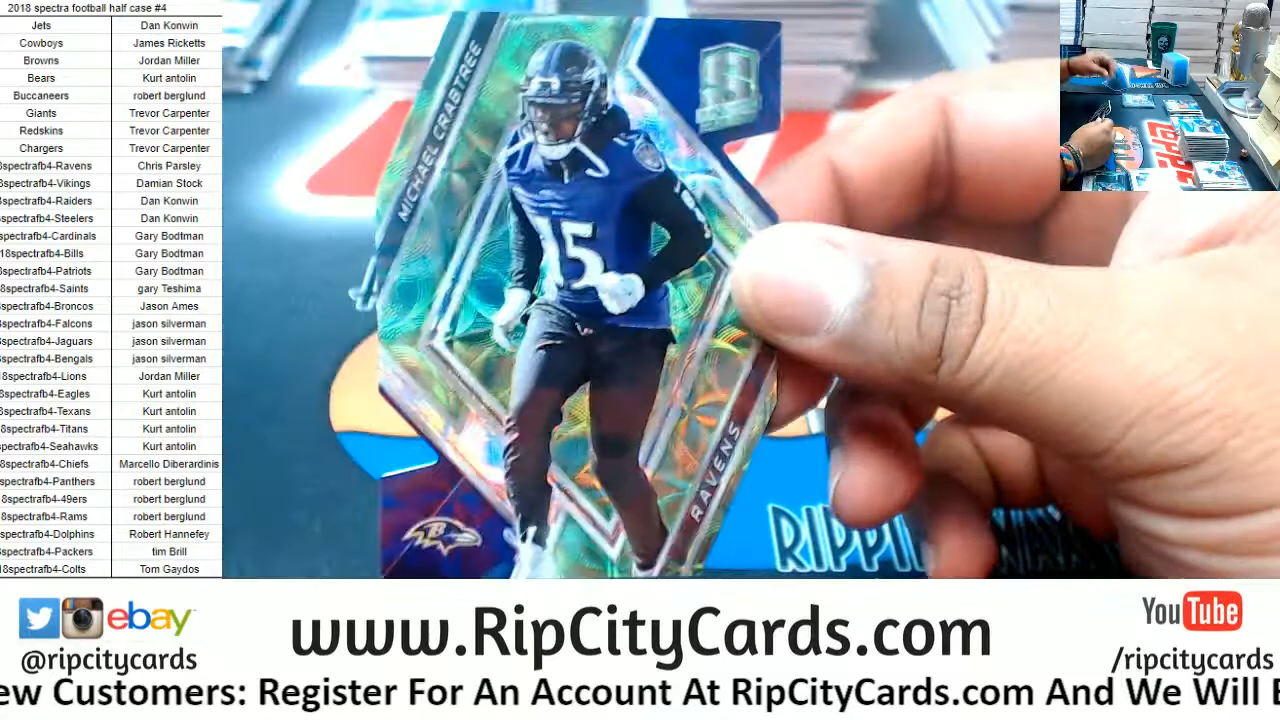 2018 spectra football half case #4
Jets Dan Konwin
Cowboys James Ricketts
Browns Jordan Miller
Bears Kurt antolin
Buccaneers robert berglund
Giants Trevor Carpenter
Redskins Trevor Carpenter
Chargers Trevor Carpenter
8spectrafb4-Ravens Chris Parsley
8spectrafb4-Vikings Damian Stock
8spectrafb4-Raiders Dan Konwin
8spectrafb4-Steelers Dan Konwin
spectrafb4-Cardinals Gary Bodtman
18spectrafb4-Bills Gary Bodtman
8spectrafb4-Patriots Gary Bodtman
8spectrafb4-Saints gary Teshima
8spectrafb4-Broncos Jason Ames
8spectrafb4-Falcons jason silverman
8spectrafb4-Jaguars jason silverman
8spectrafb4-Bengals jason silverman
18spectrafb4-Lions Jordan Miller
8spectrafb4-Eagles Kurt antolin
8spectrafb4-Texans Kurt antolin
8spectrafb4-Titans Kurt antolin
spectrafb4-Seahawks Kurt antolin
8spectrafb4-Chiefs Marcello Diberardinis
spectrafb4-Panthers robert berglund
8spectrafb4-49ers robert berglund
8spectrafb4-Rams robert berglund
spectrafb4-Dolphins Robert Hannefey
spectrafb4-Packers tim Brill
18spectrafb4-Colts Tom Gaydos
MICHAEL CRABTREE
15
RAVENS
B
RIPPI
TOPPS
ebay
@ripcitycards
www.RipCityCards.com
YouTube
/ripcitycards
ew Customers: Register For An Account At RipCityCards.com And We Will